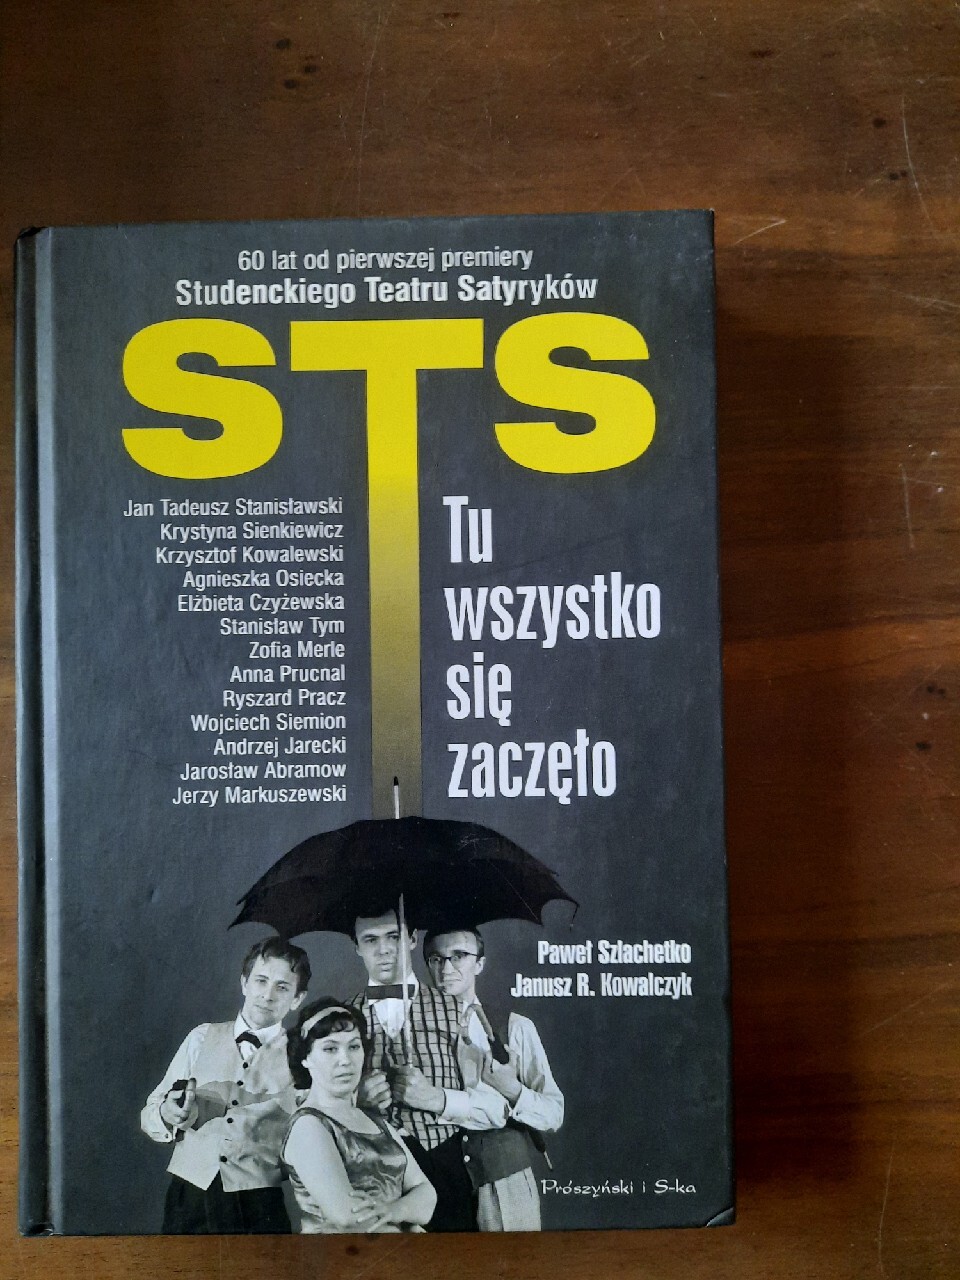 60 lat od pierwszej premiery
Studenckiego Teatru Satyryków
STS
Jan Tadeusz Stanisławski
Krystyna Sienkiewicz
Krzysztof Kowalewski
Agnieszka Osiecka
Elżbieta Czyżewska
Stanisław Tym
Zofia Merle
Anna Prucnal
Ryszard Pracz
Wojciech Siemion
Andrzej Jarecki
Jarosław Abramow
Jerzy Markuszewski
Tu
wszystko
się
zaczęło
Paweł Szlachetko
Janusz R. Kowalczyk
Prószyński i S-ka